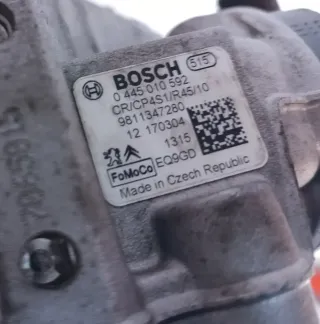 BOSCH 515
0 445 010 592
CR/CP4S1/R45/10
9811347280
12 170304
1315
FoMoCo EQ9GD
Made in Czech Republic